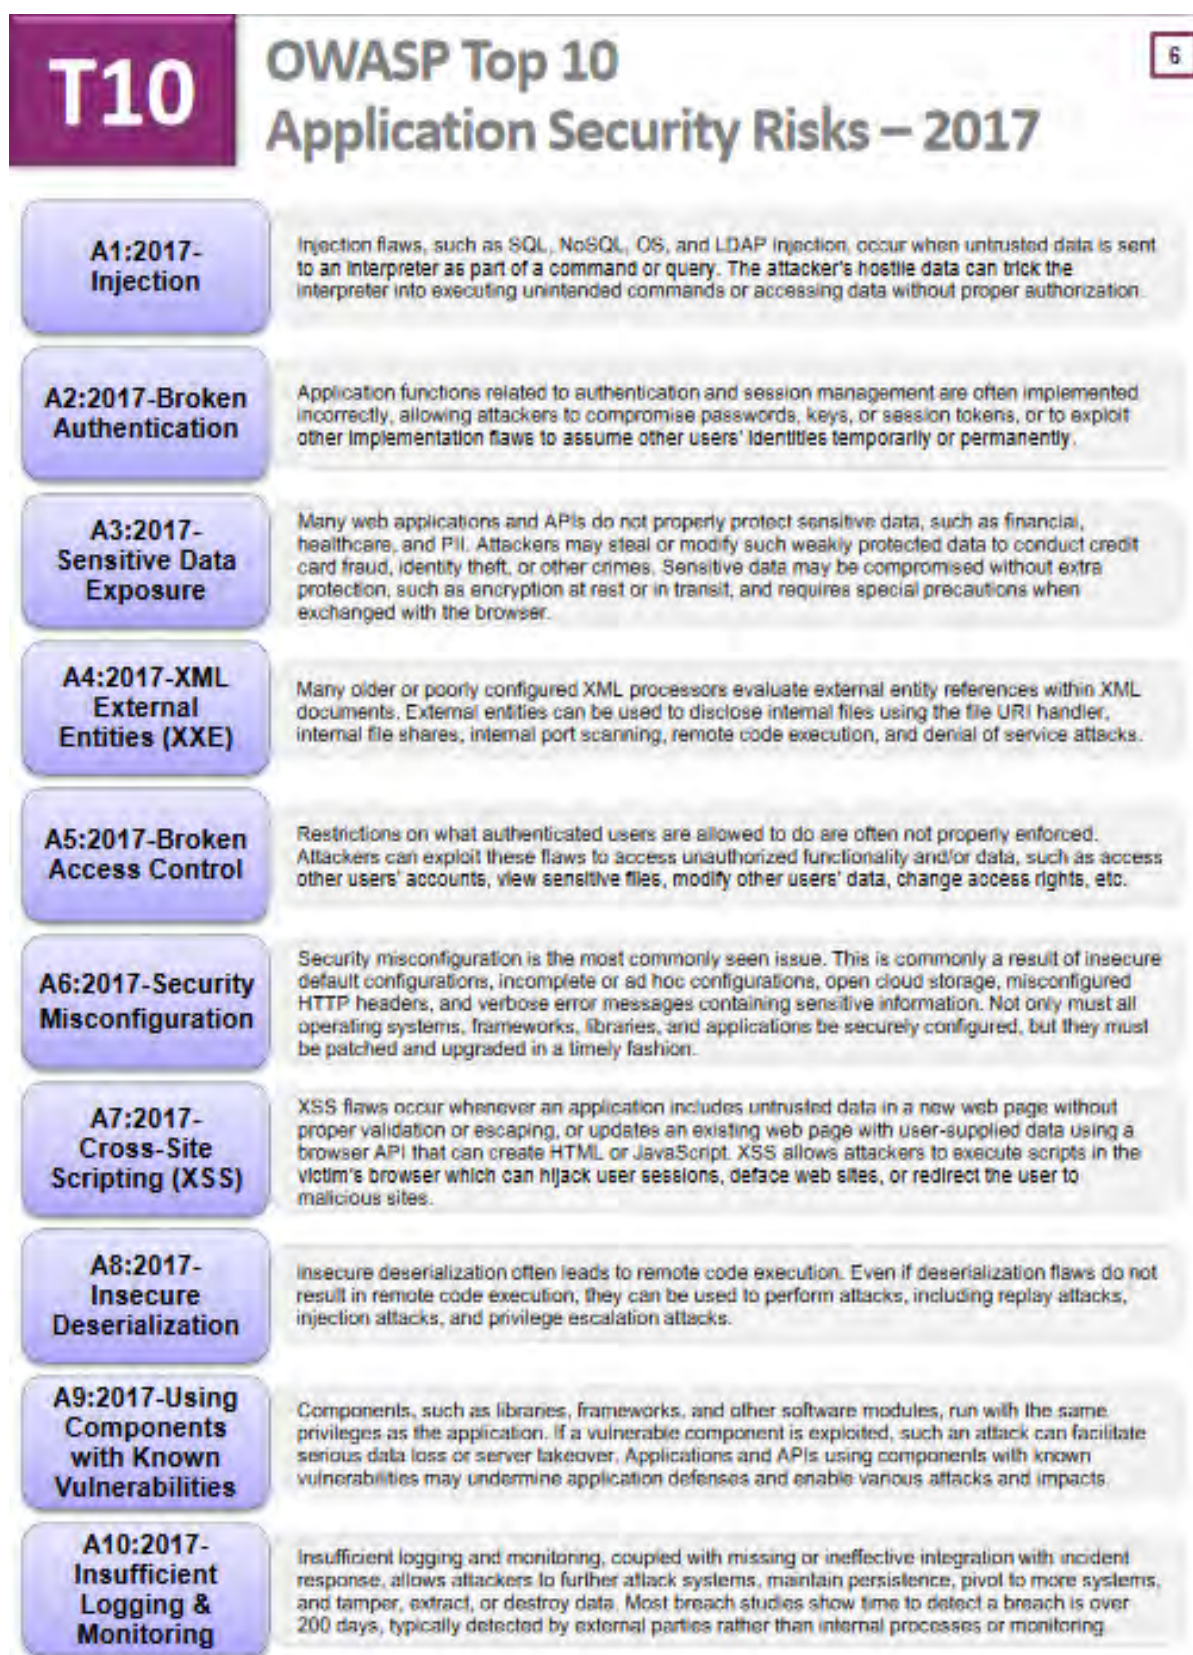 T10
OWASP Top 10
Application Security Risks – 2017
6
A1:2017-
Injection
Injection flaws, such as SQL, NoSQL, OS, and LDAP injection, occur when untrusted data is sent
to an interpreter as part of a command or query. The attacker's hostile data can trick the
interpreter into executing unintended commands or accessing data without proper authorization.
A2:2017-Broken
Authentication
Application functions related to authentication and session management are often implemented
incorrectly, allowing attackers to compromise passwords, keys, or session tokens, or to exploit
other implementation flaws to assume other users' identities temporarily or permanently.
A3:2017-
Sensitive Data
Exposure
Many web applications and APIs do not properly protect sensitive data, such as financial,
healthcare, and PII. Attackers may steal or modify such weakly protected data to conduct credit
card fraud, identity theft, or other crimes. Sensitive data may be compromised without extra
protection, such as encryption at rest or in transit, and requires special precautions when
exchanged with the browser.
A4:2017-XML
External
Entities (XXE)
Many older or poorly configured XML processors evaluate external entity references within XML
documents. External entities can be used to disclose internal files using the file URI handler,
internal file shares, internal port scanning, remote code execution, and denial of service attacks.
A5:2017-Broken
Access Control
Restrictions on what authenticated users are allowed to do are often not properly enforced.
Attackers can exploit these flaws to access unauthorized functionality and/or data, such as access
other users' accounts, view sensitive files, modify other users' data, change access rights, etc.
A6:2017-Security
Misconfiguration
Security misconfiguration is the most commonly seen issue. This is commonly a result of insecure
default configurations, incomplete or ad hoc configurations, open cloud storage, misconfigured
HTTP headers, and verbose error messages containing sensitive information. Not only must all
operating systems, frameworks, libraries, and applications be securely configured, but they must
be patched and upgraded in a timely fashion.
A7:2017-
Cross-Site
Scripting (XSS)
XSS flaws occur whenever an application includes untrusted data in a new web page without
proper validation or escaping, or updates an existing web page with user-supplied data using a
browser API that can create HTML or JavaScript. XSS allows attackers to execute scripts in the
victim's browser which can hijack user sessions, deface web sites, or redirect the user to
malicious sites.
A8:2017-
Insecure
Deserialization
Insecure deserialization often leads to remote code execution. Even if deserialization flaws do not
result in remote code execution, they can be used to perform attacks, including replay attacks,
injection attacks, and privilege escalation attacks.
A9:2017-Using
Components
with Known
Vulnerabilities
Components, such as libraries, frameworks, and other software modules, run with the same
privileges as the application. If a vulnerable component is exploited, such an attack can facilitate
serious data loss or server takeover. Applications and APIs using components with known
vulnerabilities may undermine application defenses and enable various attacks and impacts.
A10:2017-
Insufficient
Logging &
Monitoring
Insufficient logging and monitoring, coupled with missing or ineffective integration with incident
response, allows attackers to further attack systems, maintain persistence, pivot to more systems,
and tamper, extract, or destroy data. Most breach studies show time to detect a breach is over
200 days, typically detected by external parties rather than internal processes or monitoring.